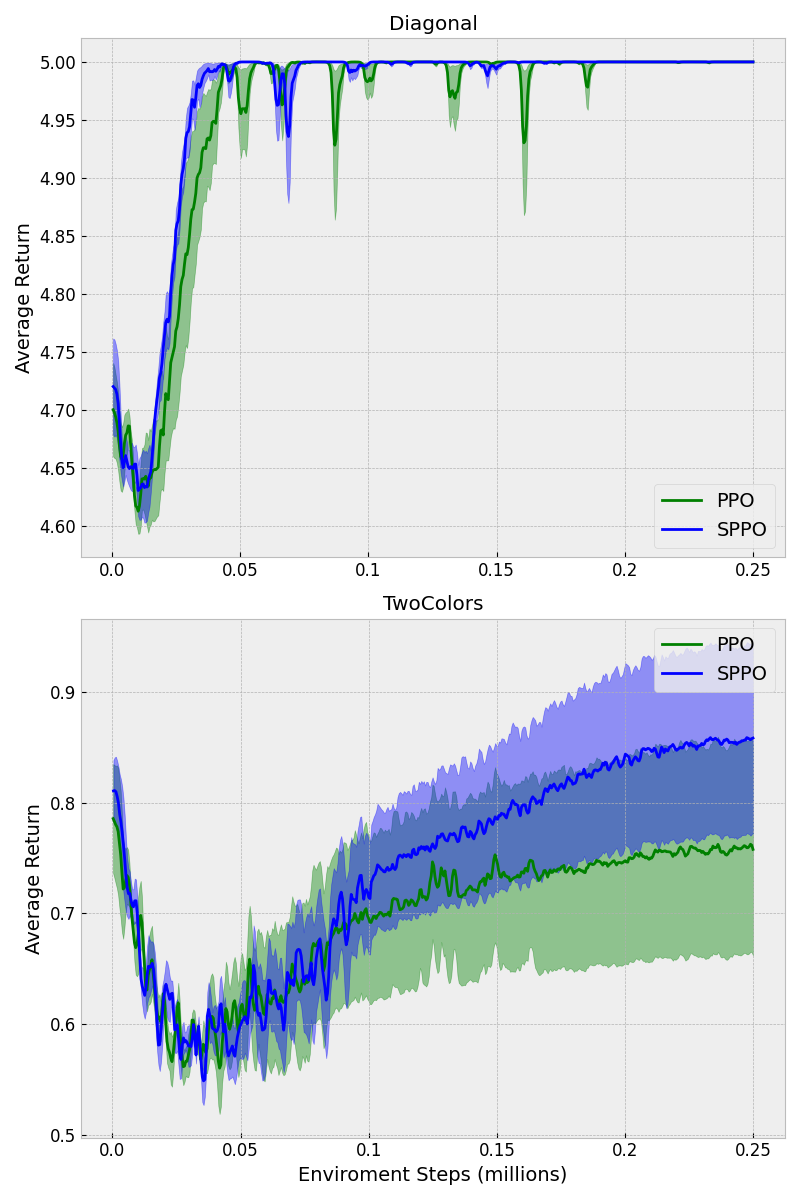 Diagonal
Average Return
5.00
4.95
4.90
4.85
4.80
4.75
4.70
4.65
4.60
PPO
SPPO
0.0 0.05 0.1 0.15 0.2 0.25
TwoColors
Average Return
PPO
SPPO
0.9
0.8
0.7
0.6
0.5
0.0 0.05 0.1 0.15 0.2 0.25
Enviroment Steps (millions)